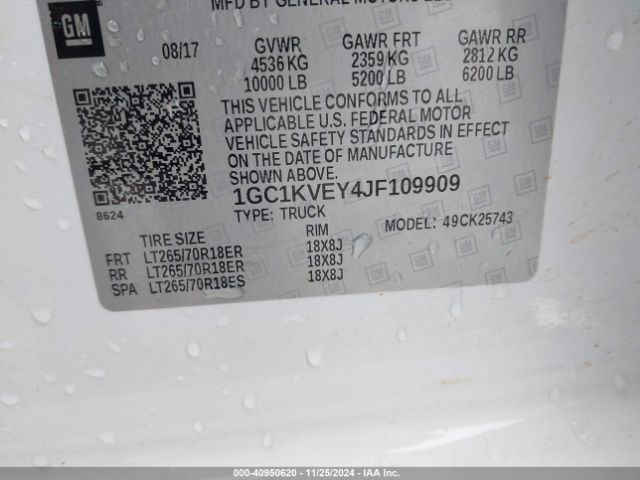 MFD BY GENERAL MOTORS LLC
GM
08/17 GVWR GAWR FRT GAWR RR
4536 KG 2359 KG 2812 KG
10000 LB 5200 LB 6200 LB
THIS VEHICLE CONFORMS TO ALL
APPLICABLE U.S. FEDERAL MOTOR
VEHICLE SAFETY STANDARDS IN EFFECT
ON THE DATE OF MANUFACTURE
SHOWN ABOVE.
1GC1KVEY4JF109909
8624
TYPE: TRUCK MODEL: 49CK25743
TIRE SIZE RIM
FRT LT265/70R18ER 18X8J
RR LT265/70R18ER 18X8J
SPA LT265/70R18ES 18X8J
000-40950620 - 11/25/2024 - IAAI.COM